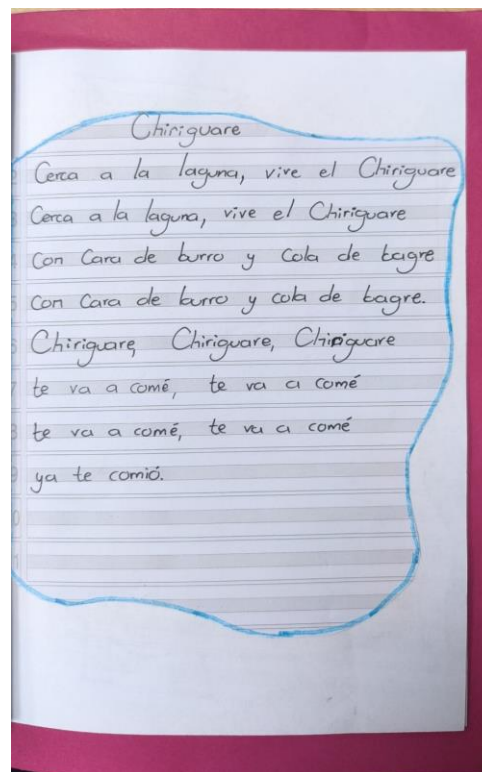 Chiriguare
Cerca a la laguna, vive el Chiriguare
Cerca a la laguna, vive el Chiriguare
Con Cara de burro y Cola de bagre
Con Cara de burro y cola de bagre.
Chiriguare, Chiriguare, Chiriguare
te va a comé, te va a comé
te va a comé, te va a comé
ya te comió.